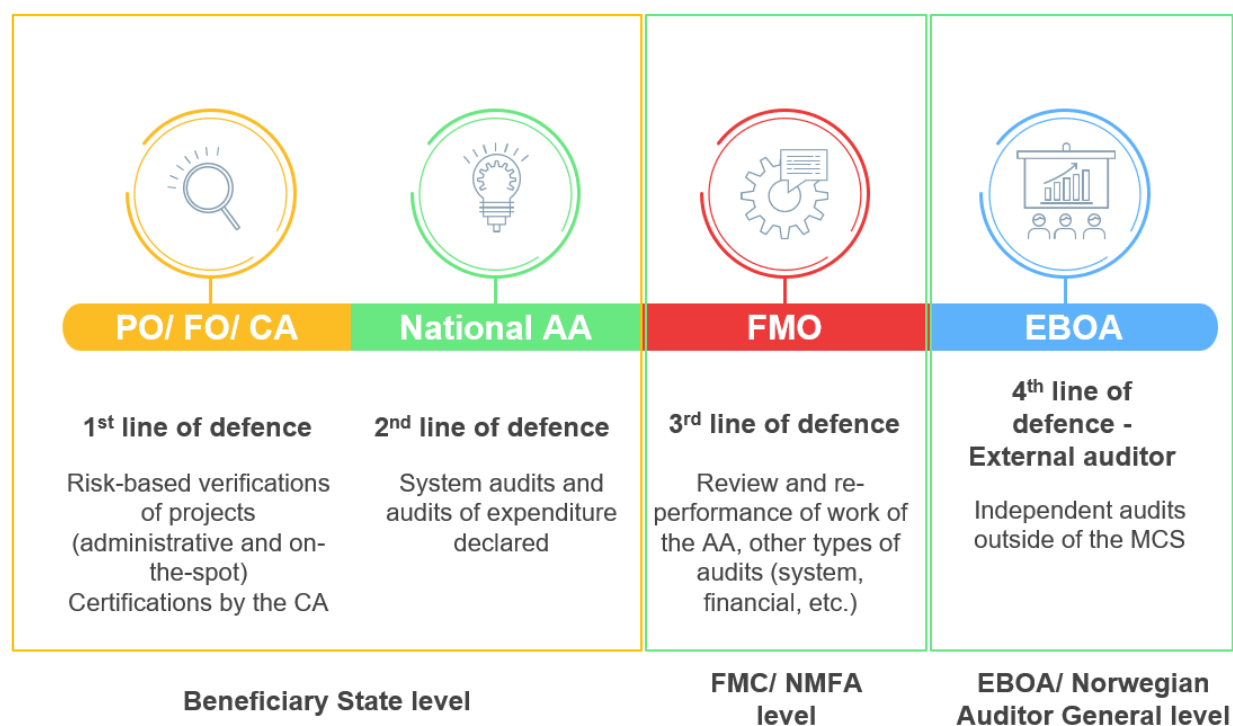 PO/ FO/ CA
National AA
FMO
EBOA
1st line of defence
Risk-based verifications
of projects
(administrative and on-
the-spot)
Certifications by the CA
2nd line of defence
System audits and
audits of expenditure
declared
3rd line of defence
Review and re-
performance of work of
the AA, other types of
audits (system,
financial, etc.)
4th line of
defence -
External auditor
Independent audits
outside of the MCS
Beneficiary State level
FMC/ NMFA
level
EBOA/ Norwegian
Auditor General level